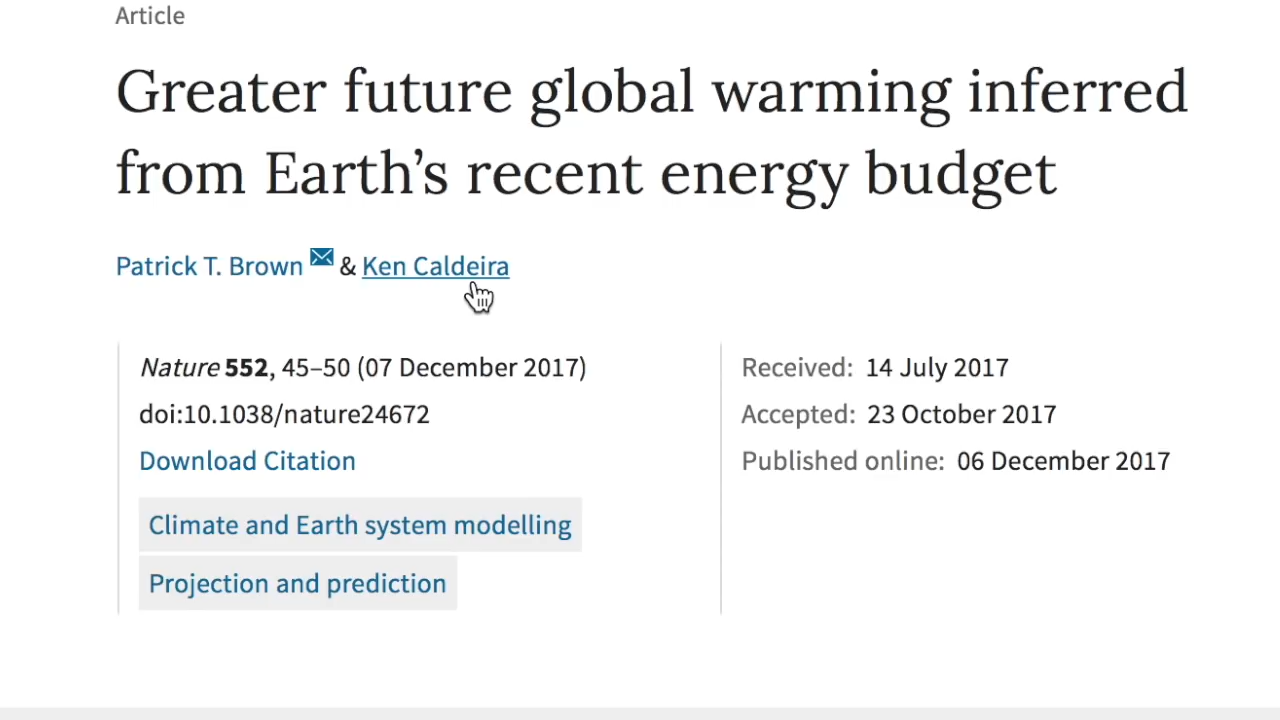 Article
Greater future global warming inferred
from Earth’s recent energy budget
Patrick T. Brown & Ken Caldeira
Nature 552, 45–50 (07 December 2017)
doi:10.1038/nature24672
Download Citation
Climate and Earth system modelling
Projection and prediction
Received: 14 July 2017
Accepted: 23 October 2017
Published online: 06 December 2017